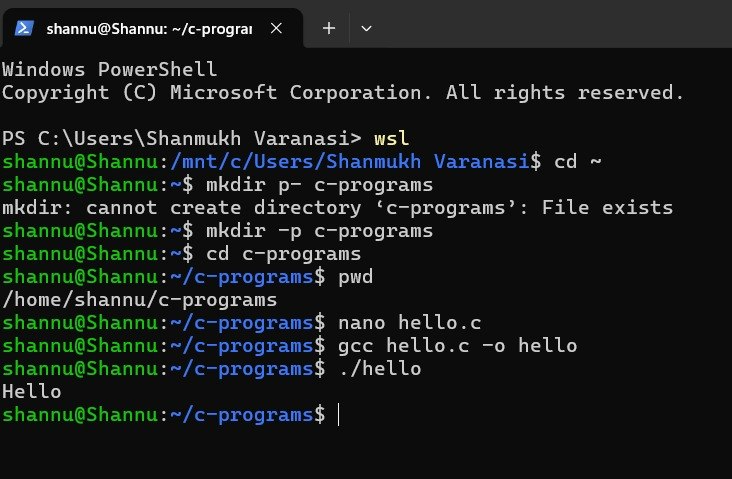 shannu@Shannu: ~/c-program
Windows PowerShell
Copyright (C) Microsoft Corporation. All rights reserved.
PS C:\Users\Shanmukh Varanasi> wsl
shannu@Shannu:/mnt/c/Users/Shanmukh Varanasi$ cd ~
shannu@Shannu:~$ mkdir p- c-programs
mkdir: cannot create directory ‘c-programs’: File exists
shannu@Shannu:~$ mkdir -p c-programs
shannu@Shannu:~$ cd c-programs
shannu@Shannu:~/c-programs$ pwd
/home/shannu/c-programs
shannu@Shannu:~/c-programs$ nano hello.c
shannu@Shannu:~/c-programs$ gcc hello.c -o hello
shannu@Shannu:~/c-programs$ ./hello
Hello
shannu@Shannu:~/c-programs$